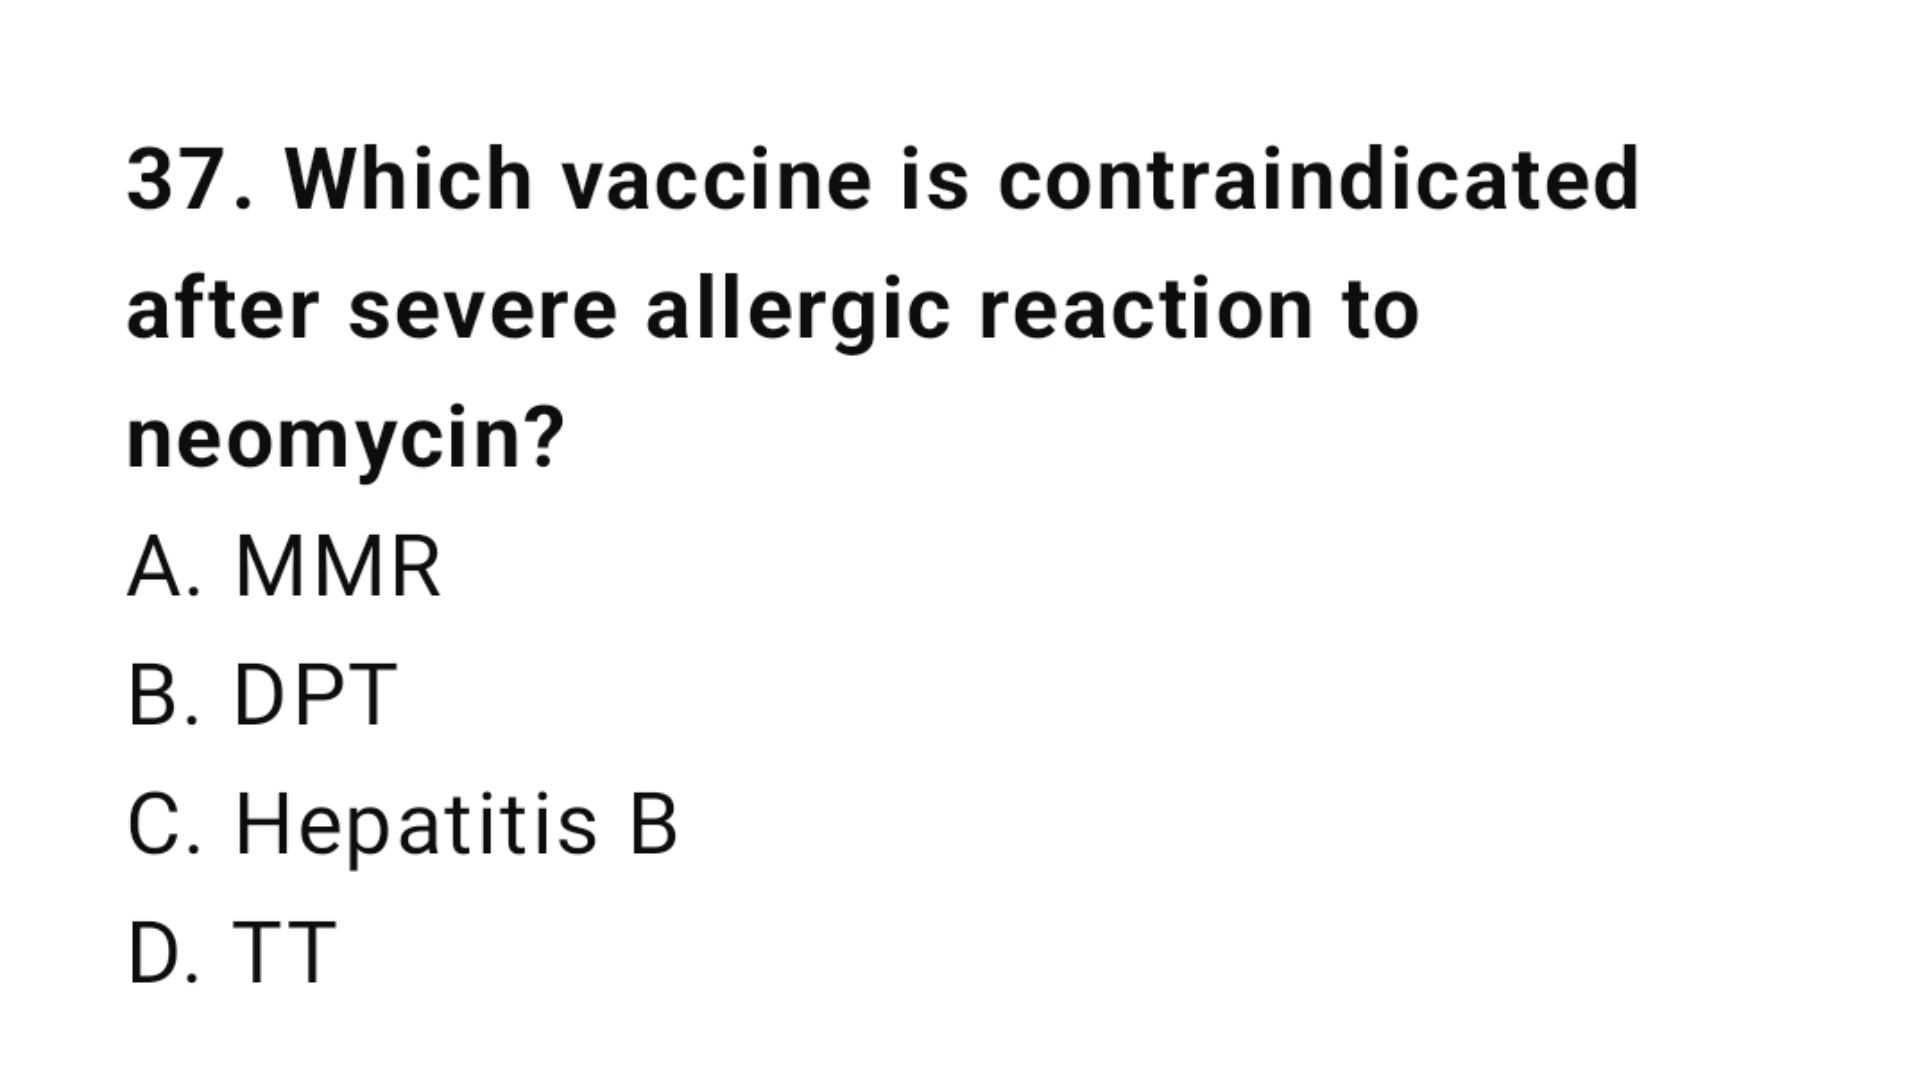 37. Which vaccine is contraindicated
after severe allergic reaction to
neomycin?
A. MMR
B. DPT
C. Hepatitis B
D. TT